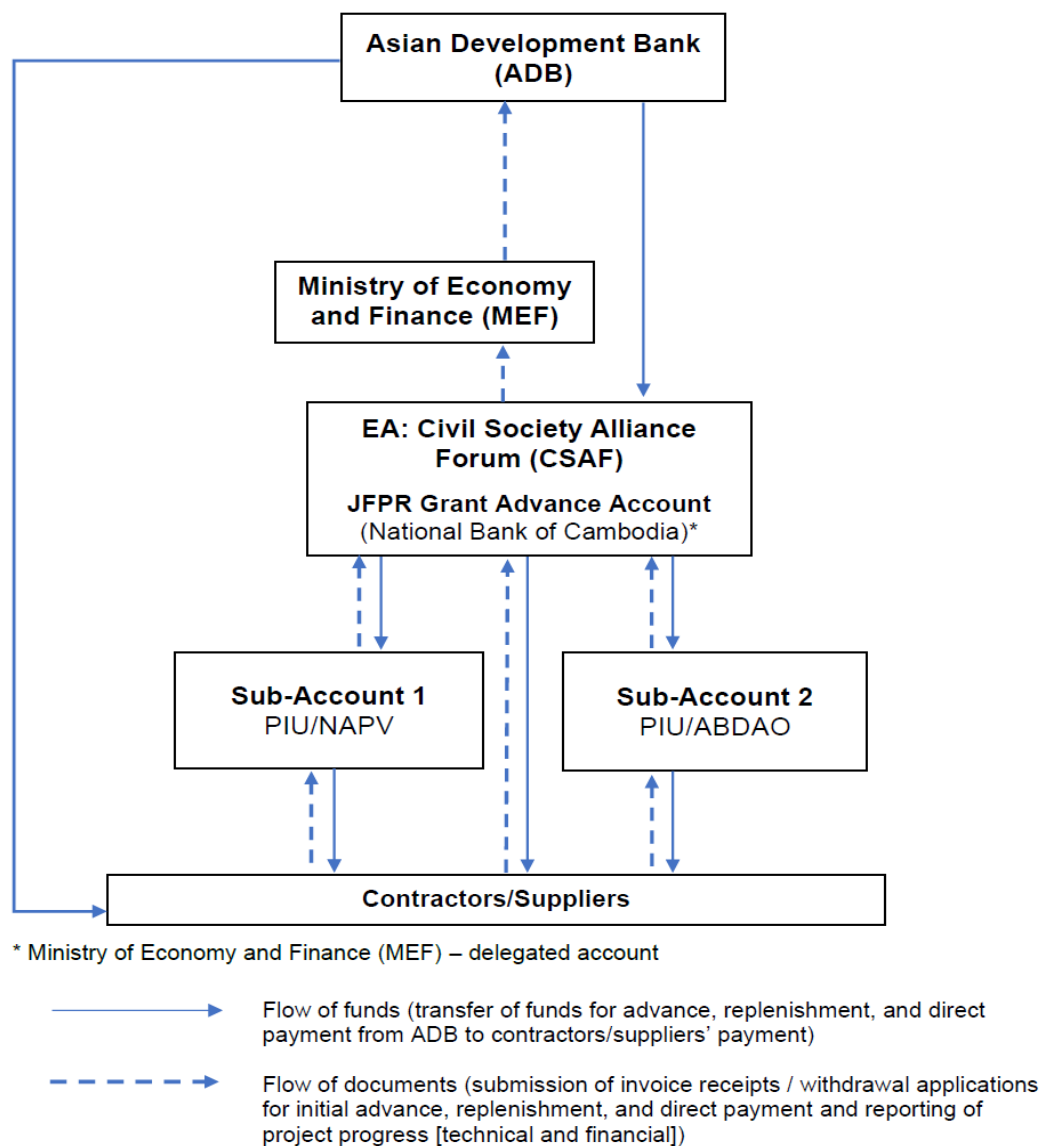 Asian Development Bank
(ADB)
Ministry of Economy
and Finance (MEF)
EA: Civil Society Alliance
Forum (CSAF)
JFPR Grant Advance Account
(National Bank of Cambodia)*
Sub-Account 1
PIU/NAPV
Sub-Account 2
PIU/ABDAO
Contractors/Suppliers
* Ministry of Economy and Finance (MEF) – delegated account
Flow of funds (transfer of funds for advance, replenishment, and direct
payment from ADB to contractors/suppliers’ payment)
Flow of documents (submission of invoice receipts / withdrawal applications
for initial advance, replenishment, and direct payment and reporting of
project progress [technical and financial])